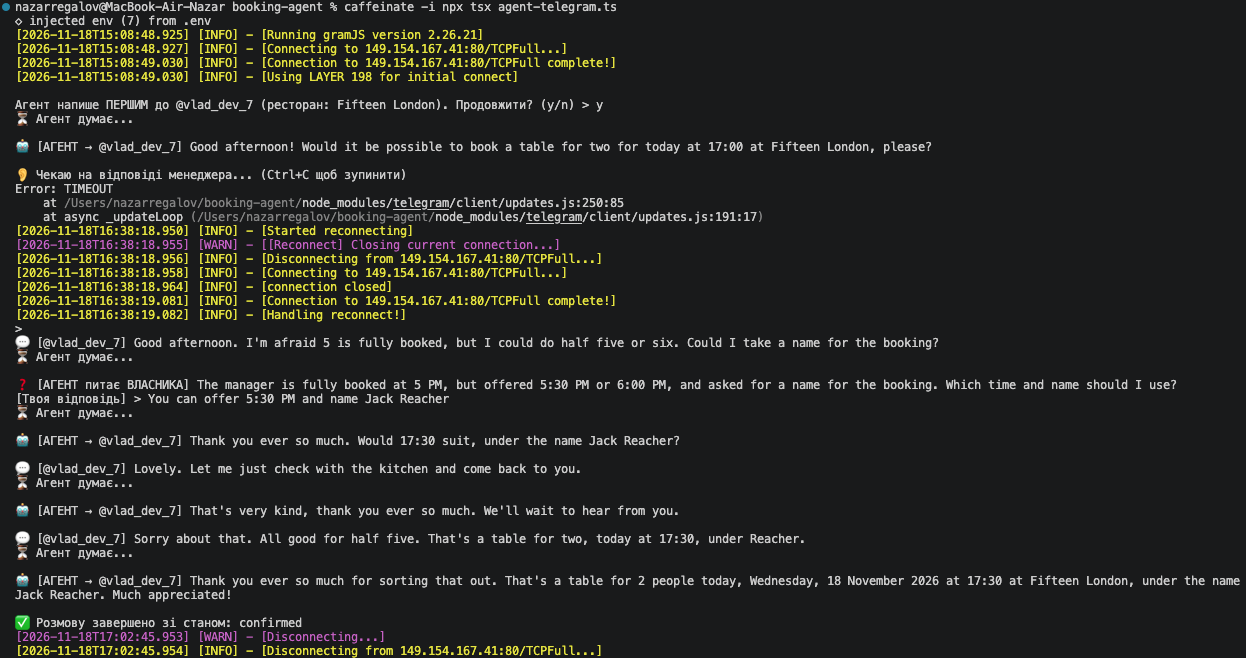 nazarregalov@MacBook-Air-Nazar booking-agent % caffeinate -i npx tsx agent-telegram.ts
◇ injected env (7) from .env
[2026-11-18T15:08:48.925] [INFO] - [Running gramJS version 2.26.21]
[2026-11-18T15:08:48.927] [INFO] - [Connecting to 149.154.167.41:80/TCPFull...]
[2026-11-18T15:08:49.030] [INFO] - [Connection to 149.154.167.41:80/TCPFull complete!]
[2026-11-18T15:08:49.030] [INFO] - [Using LAYER 198 for initial connect]
Агент напише ПЕРШИМ до @vlad_dev_7 (ресторан: Fifteen London). Продовжити? (y/n) > y
⏳ Агент думає...
🤖 [АГЕНТ → @vlad_dev_7] Good afternoon! Would it be possible to book a table for two for today at 17:00 at Fifteen London, please?
👂 Чекаю на відповіді менеджера... (Ctrl+C щоб зупинити)
Error: TIMEOUT
at /Users/nazarregalov/booking-agent/node_modules/telegram/client/updates.js:250:85
at async _updateLoop (/Users/nazarregalov/booking-agent/node_modules/telegram/client/updates.js:191:17)
[2026-11-18T16:38:18.950] [INFO] - [Started reconnecting]
[2026-11-18T16:38:18.955] [WARN] - [[Reconnect] Closing current connection...]
[2026-11-18T16:38:18.956] [INFO] - [Disconnecting from 149.154.167.41:80/TCPFull...]
[2026-11-18T16:38:18.958] [INFO] - [Connecting to 149.154.167.41:80/TCPFull...]
[2026-11-18T16:38:18.964] [INFO] - [connection closed]
[2026-11-18T16:38:19.081] [INFO] - [Connection to 149.154.167.41:80/TCPFull complete!]
[2026-11-18T16:38:19.082] [INFO] - [Handling reconnect!]
>
💬 [@vlad_dev_7] Good afternoon. I'm afraid 5 is fully booked, but I could do half five or six. Could I take a name for the booking?
⏳ Агент думає...
❓ [АГЕНТ питає ВЛАСНИКА] The manager is fully booked at 5 PM, but offered 5:30 PM or 6:00 PM, and asked for a name for the booking. Which time and name should I use?
[Твоя відповідь] > You can offer 5:30 PM and name Jack Reacher
⏳ Агент думає...
🤖 [АГЕНТ → @vlad_dev_7] Thank you ever so much. Would 17:30 suit, under the name Jack Reacher?
💬 [@vlad_dev_7] Lovely. Let me just check with the kitchen and come back to you.
⏳ Агент думає...
🤖 [АГЕНТ → @vlad_dev_7] That's very kind, thank you ever so much. We'll wait to hear from you.
💬 [@vlad_dev_7] Sorry about that. All good for half five. That's a table for two, today at 17:30, under Reacher.
⏳ Агент думає...
🤖 [АГЕНТ → @vlad_dev_7] Thank you ever so much for sorting that out. That's a table for 2 people today, Wednesday, 18 November 2026 at 17:30 at Fifteen London, under the name
Jack Reacher. Much appreciated!
✅ Розмову завершено зі станом: confirmed
[2026-11-18T17:02:45.953] [WARN] - [Disconnecting...]
[2026-11-18T17:02:45.954] [INFO] - [Disconnecting from 149.154.167.41:80/TCPFull...]